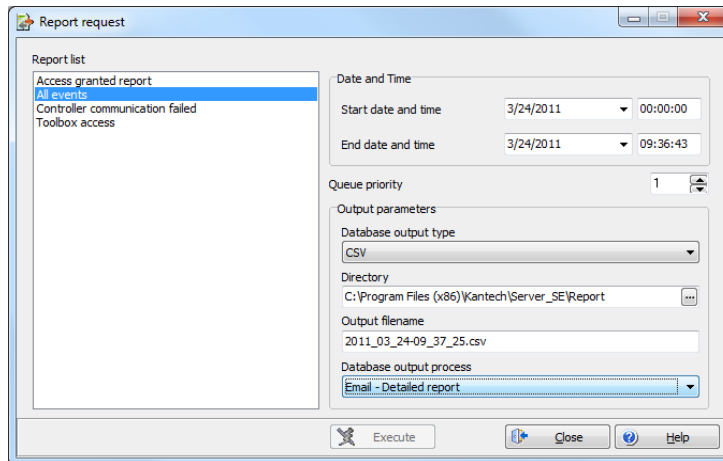 Report request
Report list
Access granted report
All events
Controller communication failed
Toolbox access
Date and Time
Start date and time 3/24/2011 00:00:00
End date and time 3/24/2011 09:36:43
Queue priority 1
Output parameters
Database output type
CSV
Directory
C:\Program Files (x86)\Kantech\Server_SE\Report ...
Output filename
2011_03_24-09_37_25.csv
Database output process
Email - Detailed report
Execute Close Help